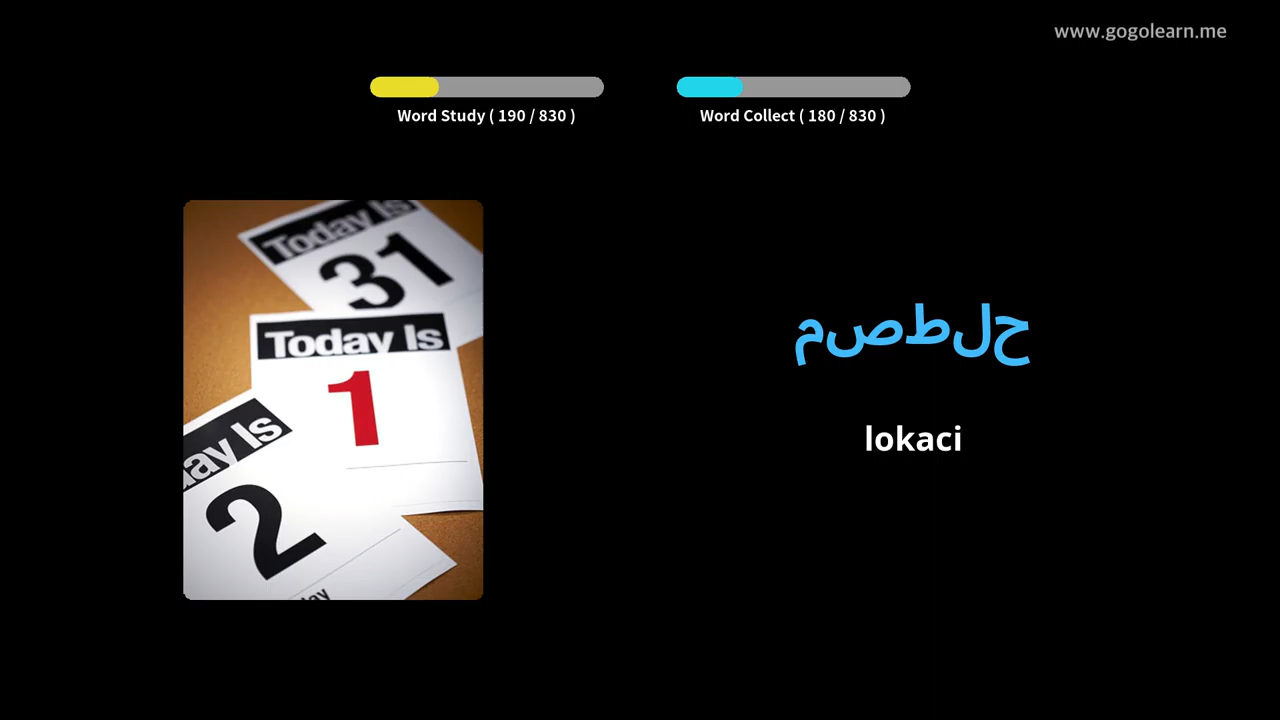 www.gogolearn.me
Word Study ( 190 / 830 )
Word Collect ( 180 / 830 )
Today Is
31
Today Is
1
ay Is
2
مصطلح
lokaci